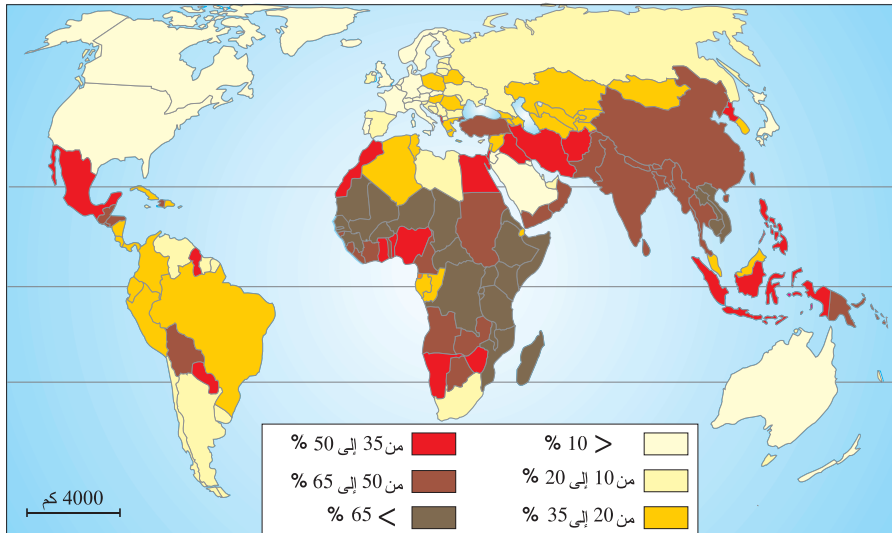 > 10 %
من 10 إلى 20 %
من 20 إلى 35 %
من 35 إلى 50 %
من 50 إلى 65 %
< 65 %
4000 كم